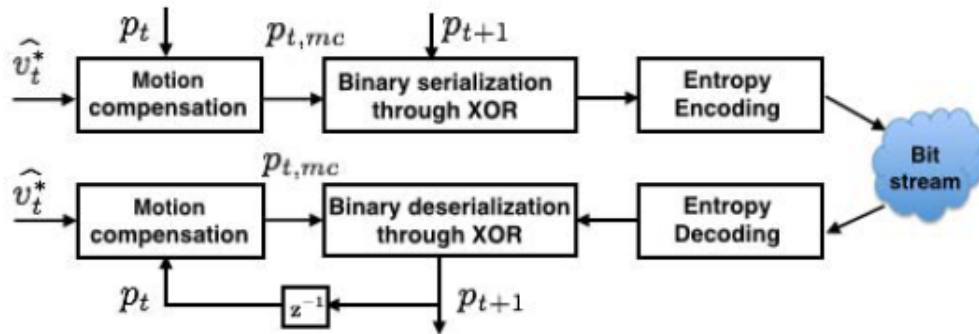 $p_t$
$p_{t,mc}$
$p_{t+1}$
$\widehat{v_t^*}$
Motion
compensation
Binary serialization
through XOR
Entropy
Encoding
Bit
stream
$\widehat{v_t^*}$
Motion
compensation
$p_{t,mc}$
Binary deserialization
through XOR
Entropy
Decoding
$p_t$
$z^{-1}$
$p_{t+1}$